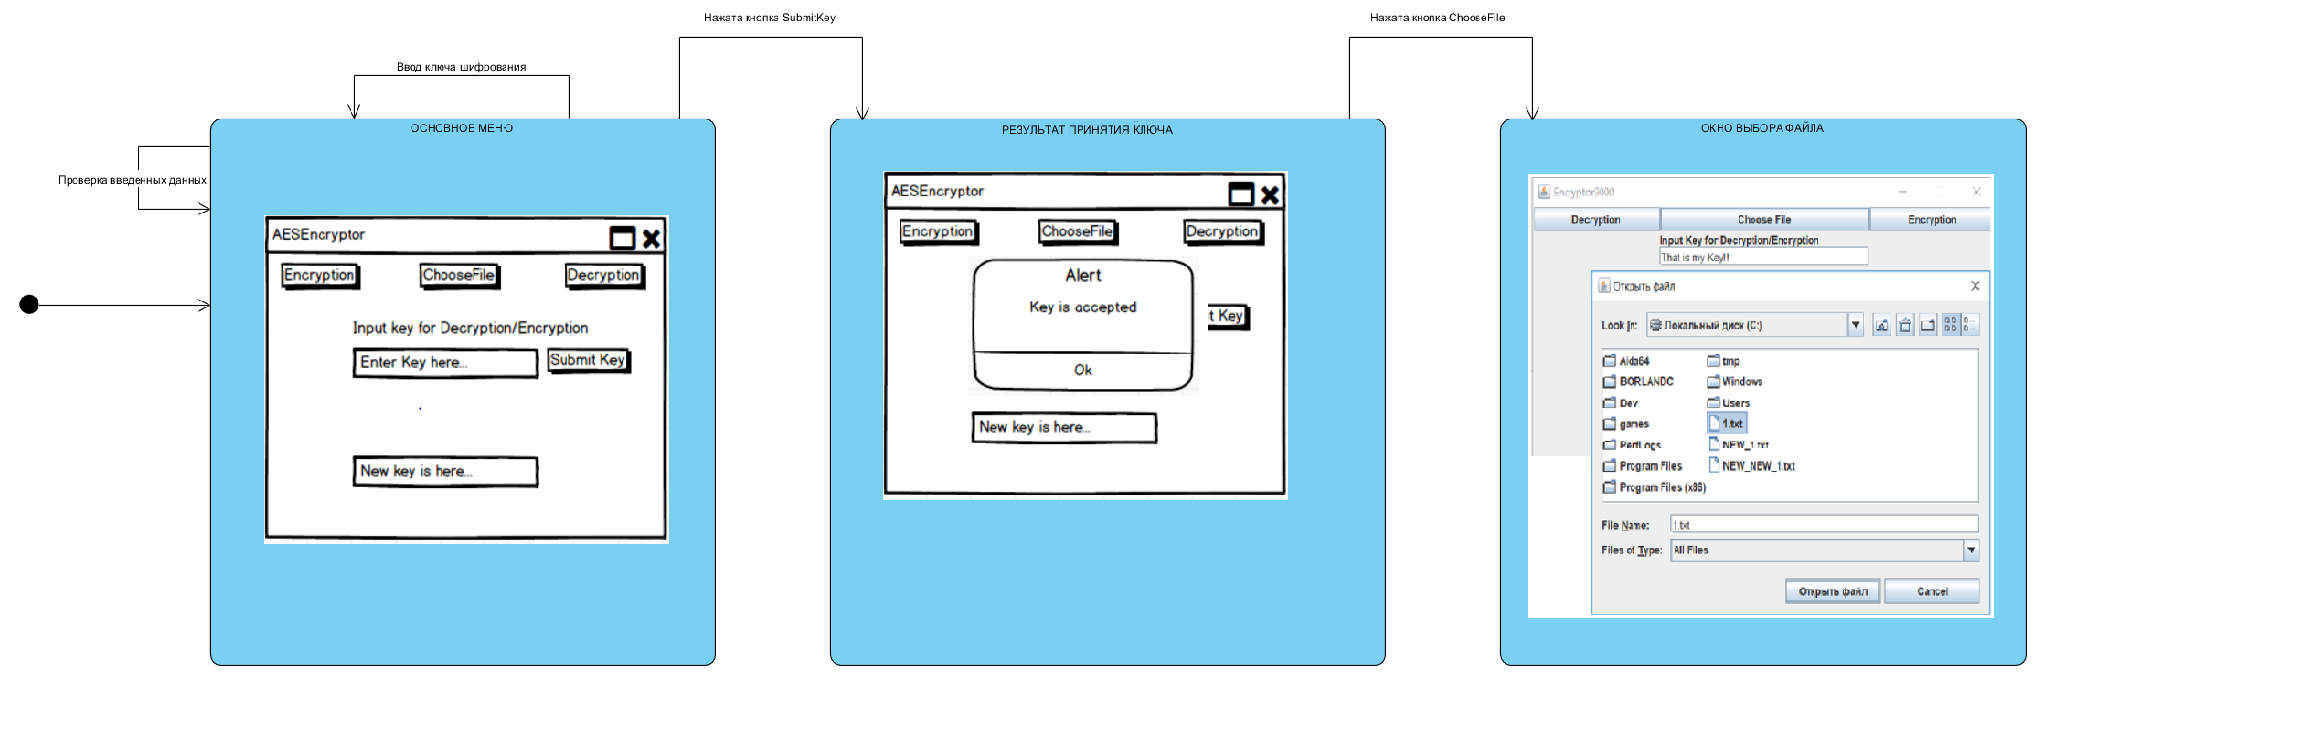 Нажата кнопка SubmitKey
Нажата кнопка ChooseFile
Ввод ключа шифрования
Проверка введенных данных
ОСНОВНОЕ МЕНЮ
AESEncryptor
Encryption
ChooseFile
Decryption
Input key for Decryption/Encryption
Enter Key here...
Submit Key
New key is here...
РЕЗУЛЬТАТ ПРИНЯТИЯ КЛЮЧА
AESEncryptor
Encryption
ChooseFile
Decryption
Alert
Key is accepted
t Key
Ok
New key is here...
ОКНО ВЫБОРА ФАЙЛА
Encryptor9000
Decryption
Choose File
Encryption
Input Key for Decryption/Encryption
That is my Key!!
Открыть файл
Look In:
Локальный диск (C:)
Aida64
BORLANDC
Dev
games
PerfLogs
Program Files
Program Files (x86)
tmp
Windows
Users
1.txt
NEW_1.txt
NEW_NEW_1.txt
File Name:
1.txt
Files of Type:
All Files
Открыть файл
Cancel